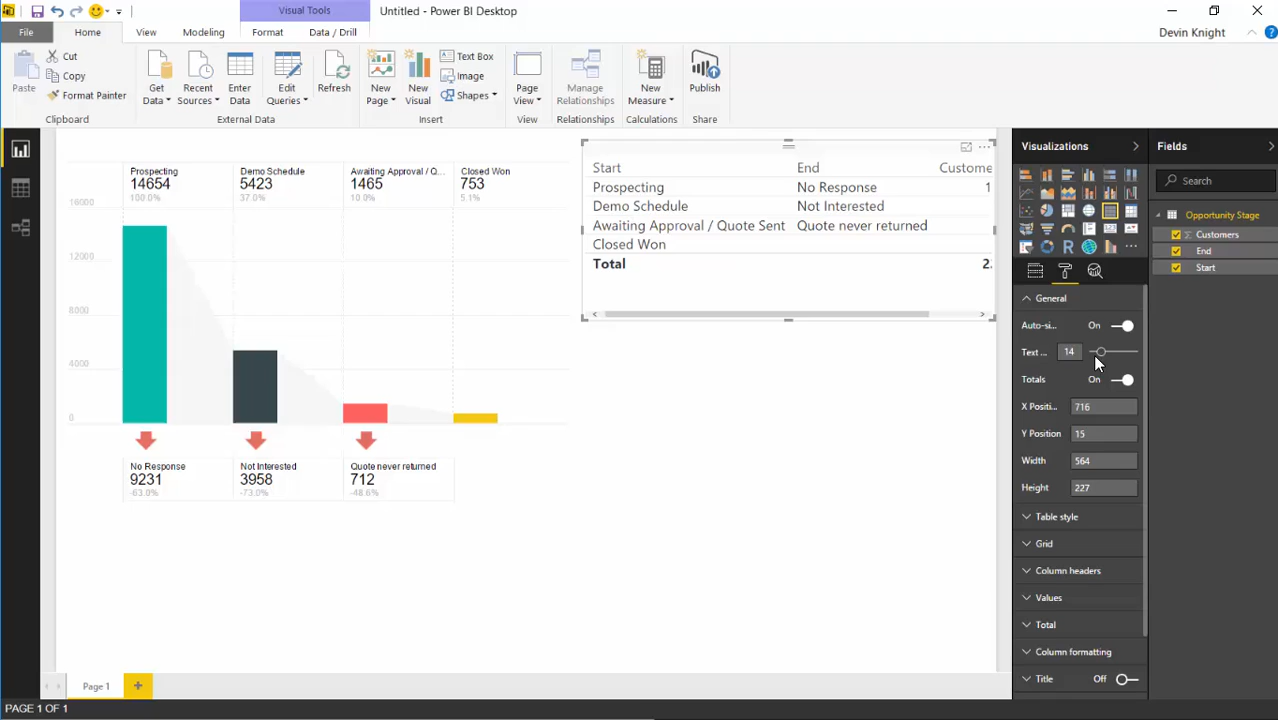 Visual Tools
Untitled - Power BI Desktop
File
Home
View
Modeling
Format
Data / Drill
Devin Knight
Paste
Cut
Copy
Format Painter
Clipboard
Get Data
Recent Sources
Enter Data
Edit Queries
Refresh
External Data
New Page
New Visual
Text Box
Image
Shapes
Insert
Page View
View
Manage Relationships
Relationships
New Measure
Calculations
Publish
Share
Prospecting
14654
100.0%
Demo Schedule
5423
37.0%
Awaiting Approval / Q...
1465
10.0%
Closed Won
753
5.1%
16000
12000
8000
4000
0
No Response
9231
-63.0%
Not Interested
3958
-73.0%
Quote never returned
712
-48.6%
Start End Custome
Prospecting No Response 1
Demo Schedule Not Interested
Awaiting Approval / Quote Sent Quote never returned
Closed Won
Total 2
Visualizations
R
General
Auto-si... On
Text ... 14
Totals On
X Positi... 716
Y Position 15
Width 564
Height 227
Table style
Grid
Column headers
Values
Total
Column formatting
Title Off
Fields
Search
Opportunity Stage
Σ Customers
End
Start
Page 1
PAGE 1 OF 1